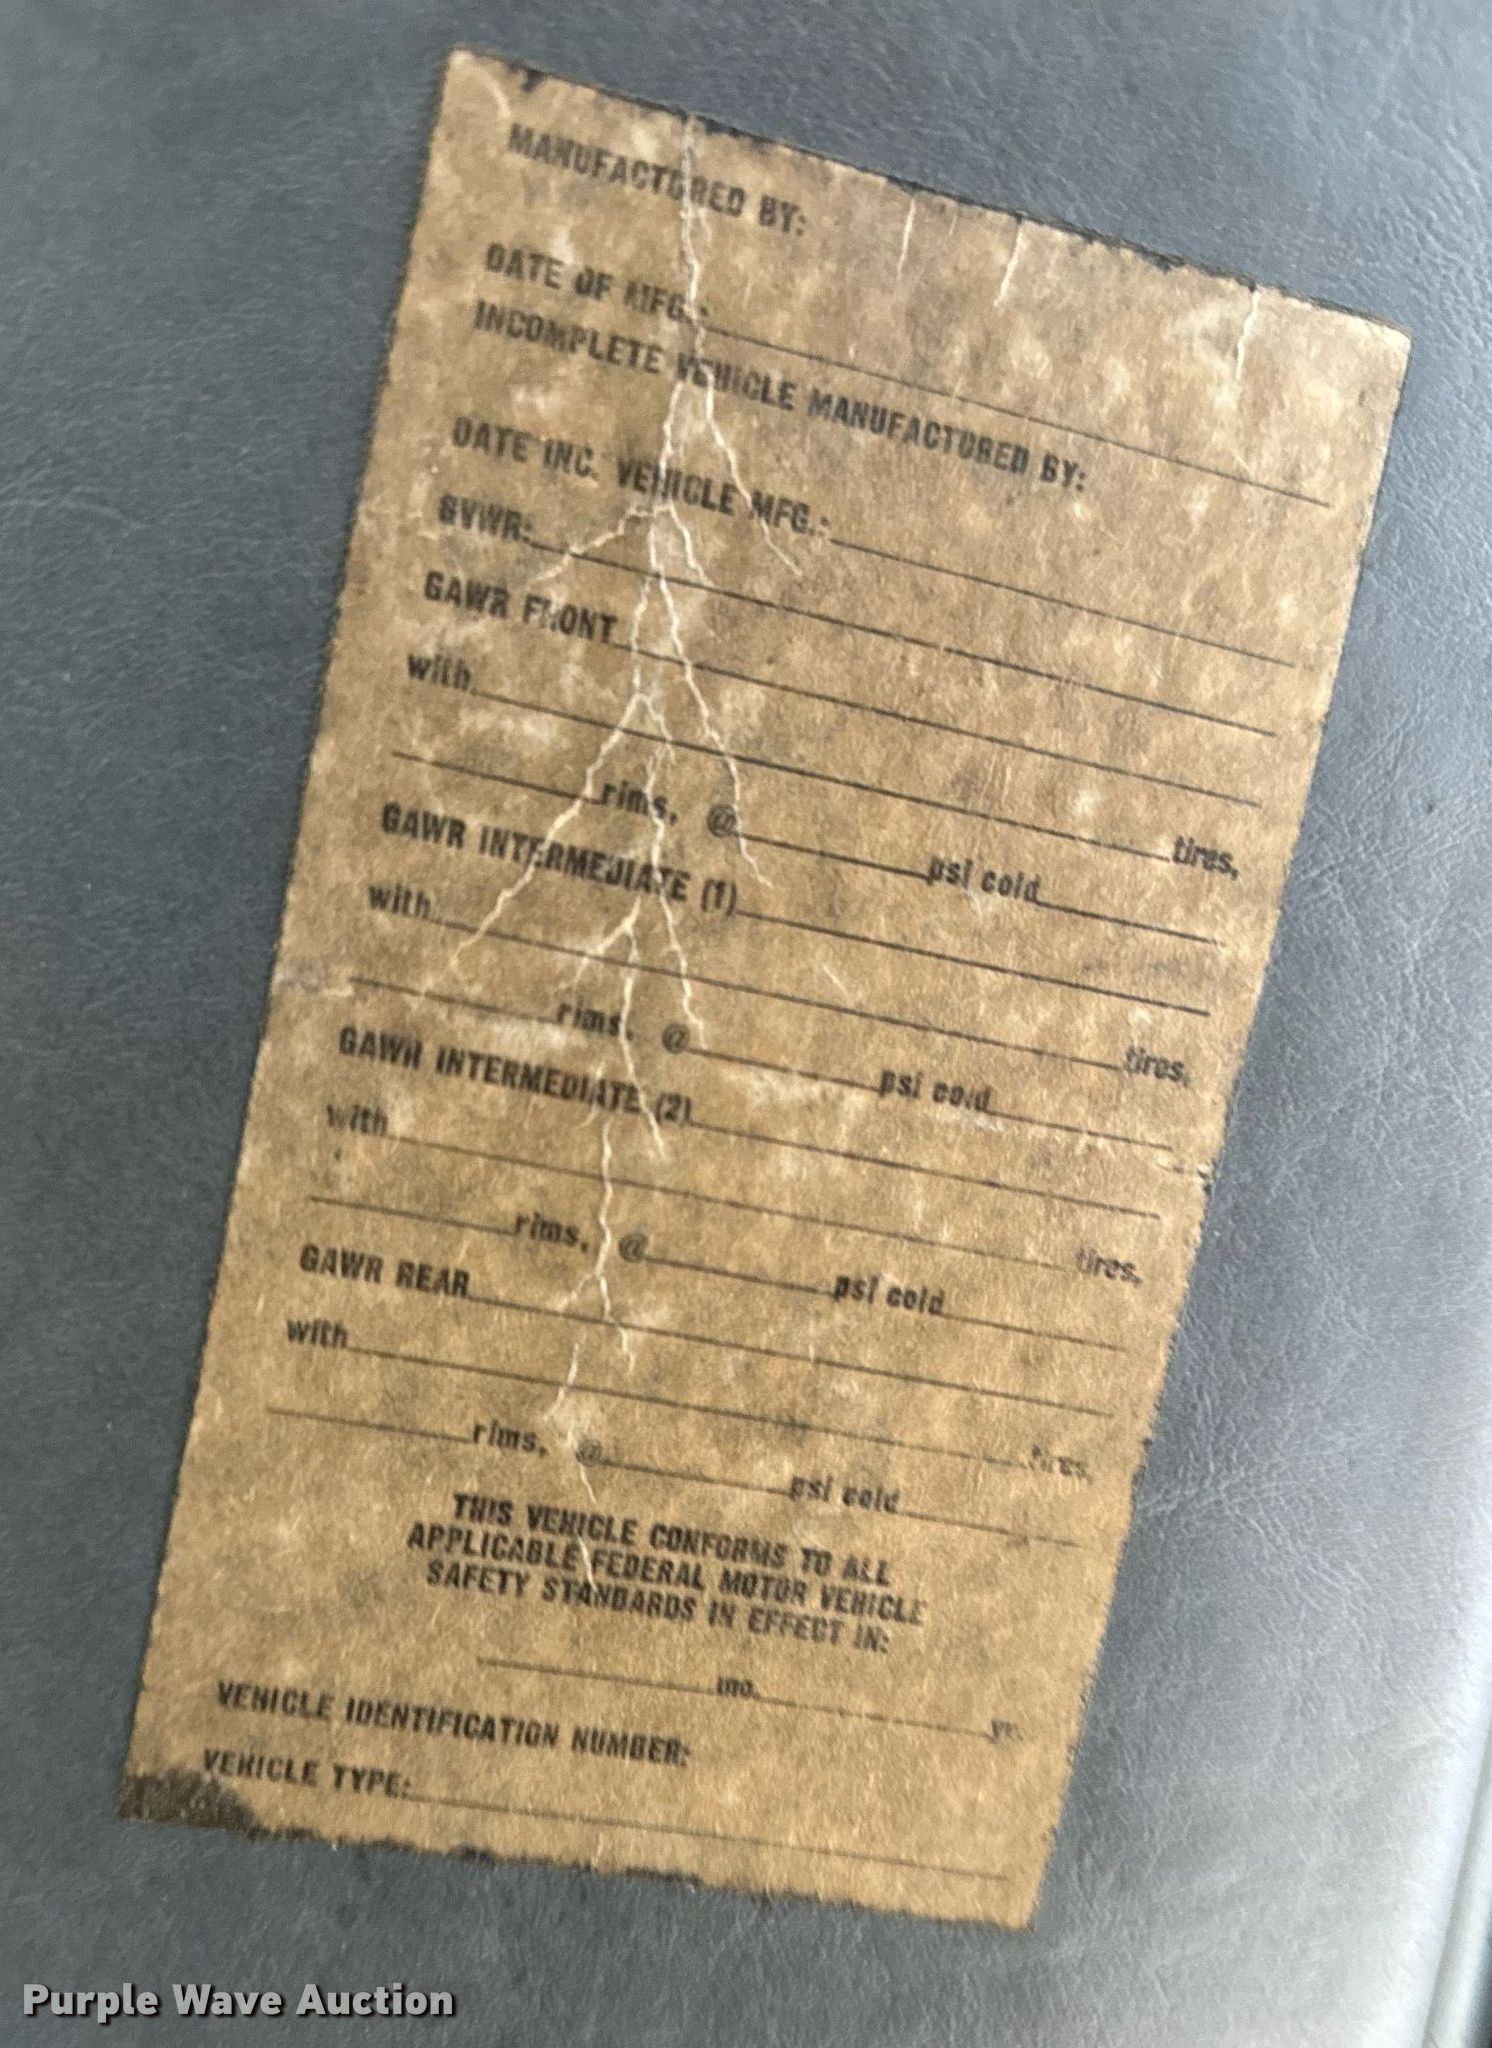 MANUFACTURED BY:
DATE OF MFG.:
INCOMPLETE VEHICLE MANUFACTURED BY:
DATE INC. VEHICLE MFG.:
GVWR:
GAWR FRONT
with
tires,
rims, @ psi cold
GAWR INTERMEDIATE (1)
with
tires,
rims, @ psi cold
GAWR INTERMEDIATE (2)
with
tires,
rims, @ psi cold
GAWR REAR
with
tires,
rims, @ psi cold
THIS VEHICLE CONFORMS TO ALL
APPLICABLE FEDERAL MOTOR VEHICLE
SAFETY STANDARDS IN EFFECT IN:
mo. yr.
VEHICLE IDENTIFICATION NUMBER:
VEHICLE TYPE:
Purple Wave Auction